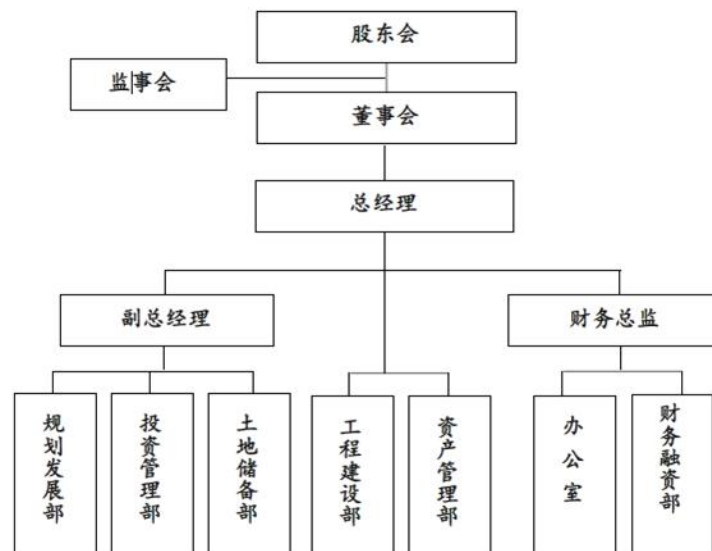 股东会
监事会
董事会
总经理
副总经理
财务总监
规划发展部
投资管理部
土地储备部
工程建设部
资产管理部
办公室
财务融资部